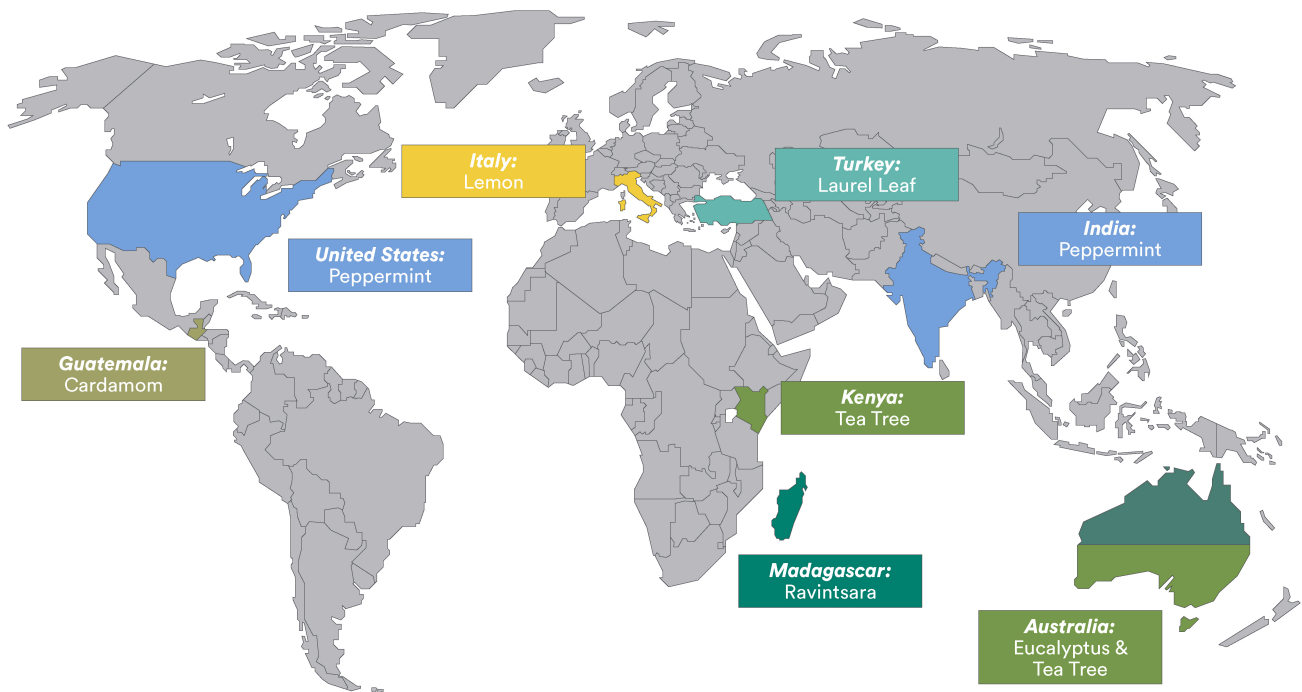 Italy:
Lemon
Turkey:
Laurel Leaf
India:
Peppermint
United States:
Peppermint
Guatemala:
Cardamom
Kenya:
Tea Tree
Madagascar:
Ravintsara
Australia:
Eucalyptus &
Tea Tree